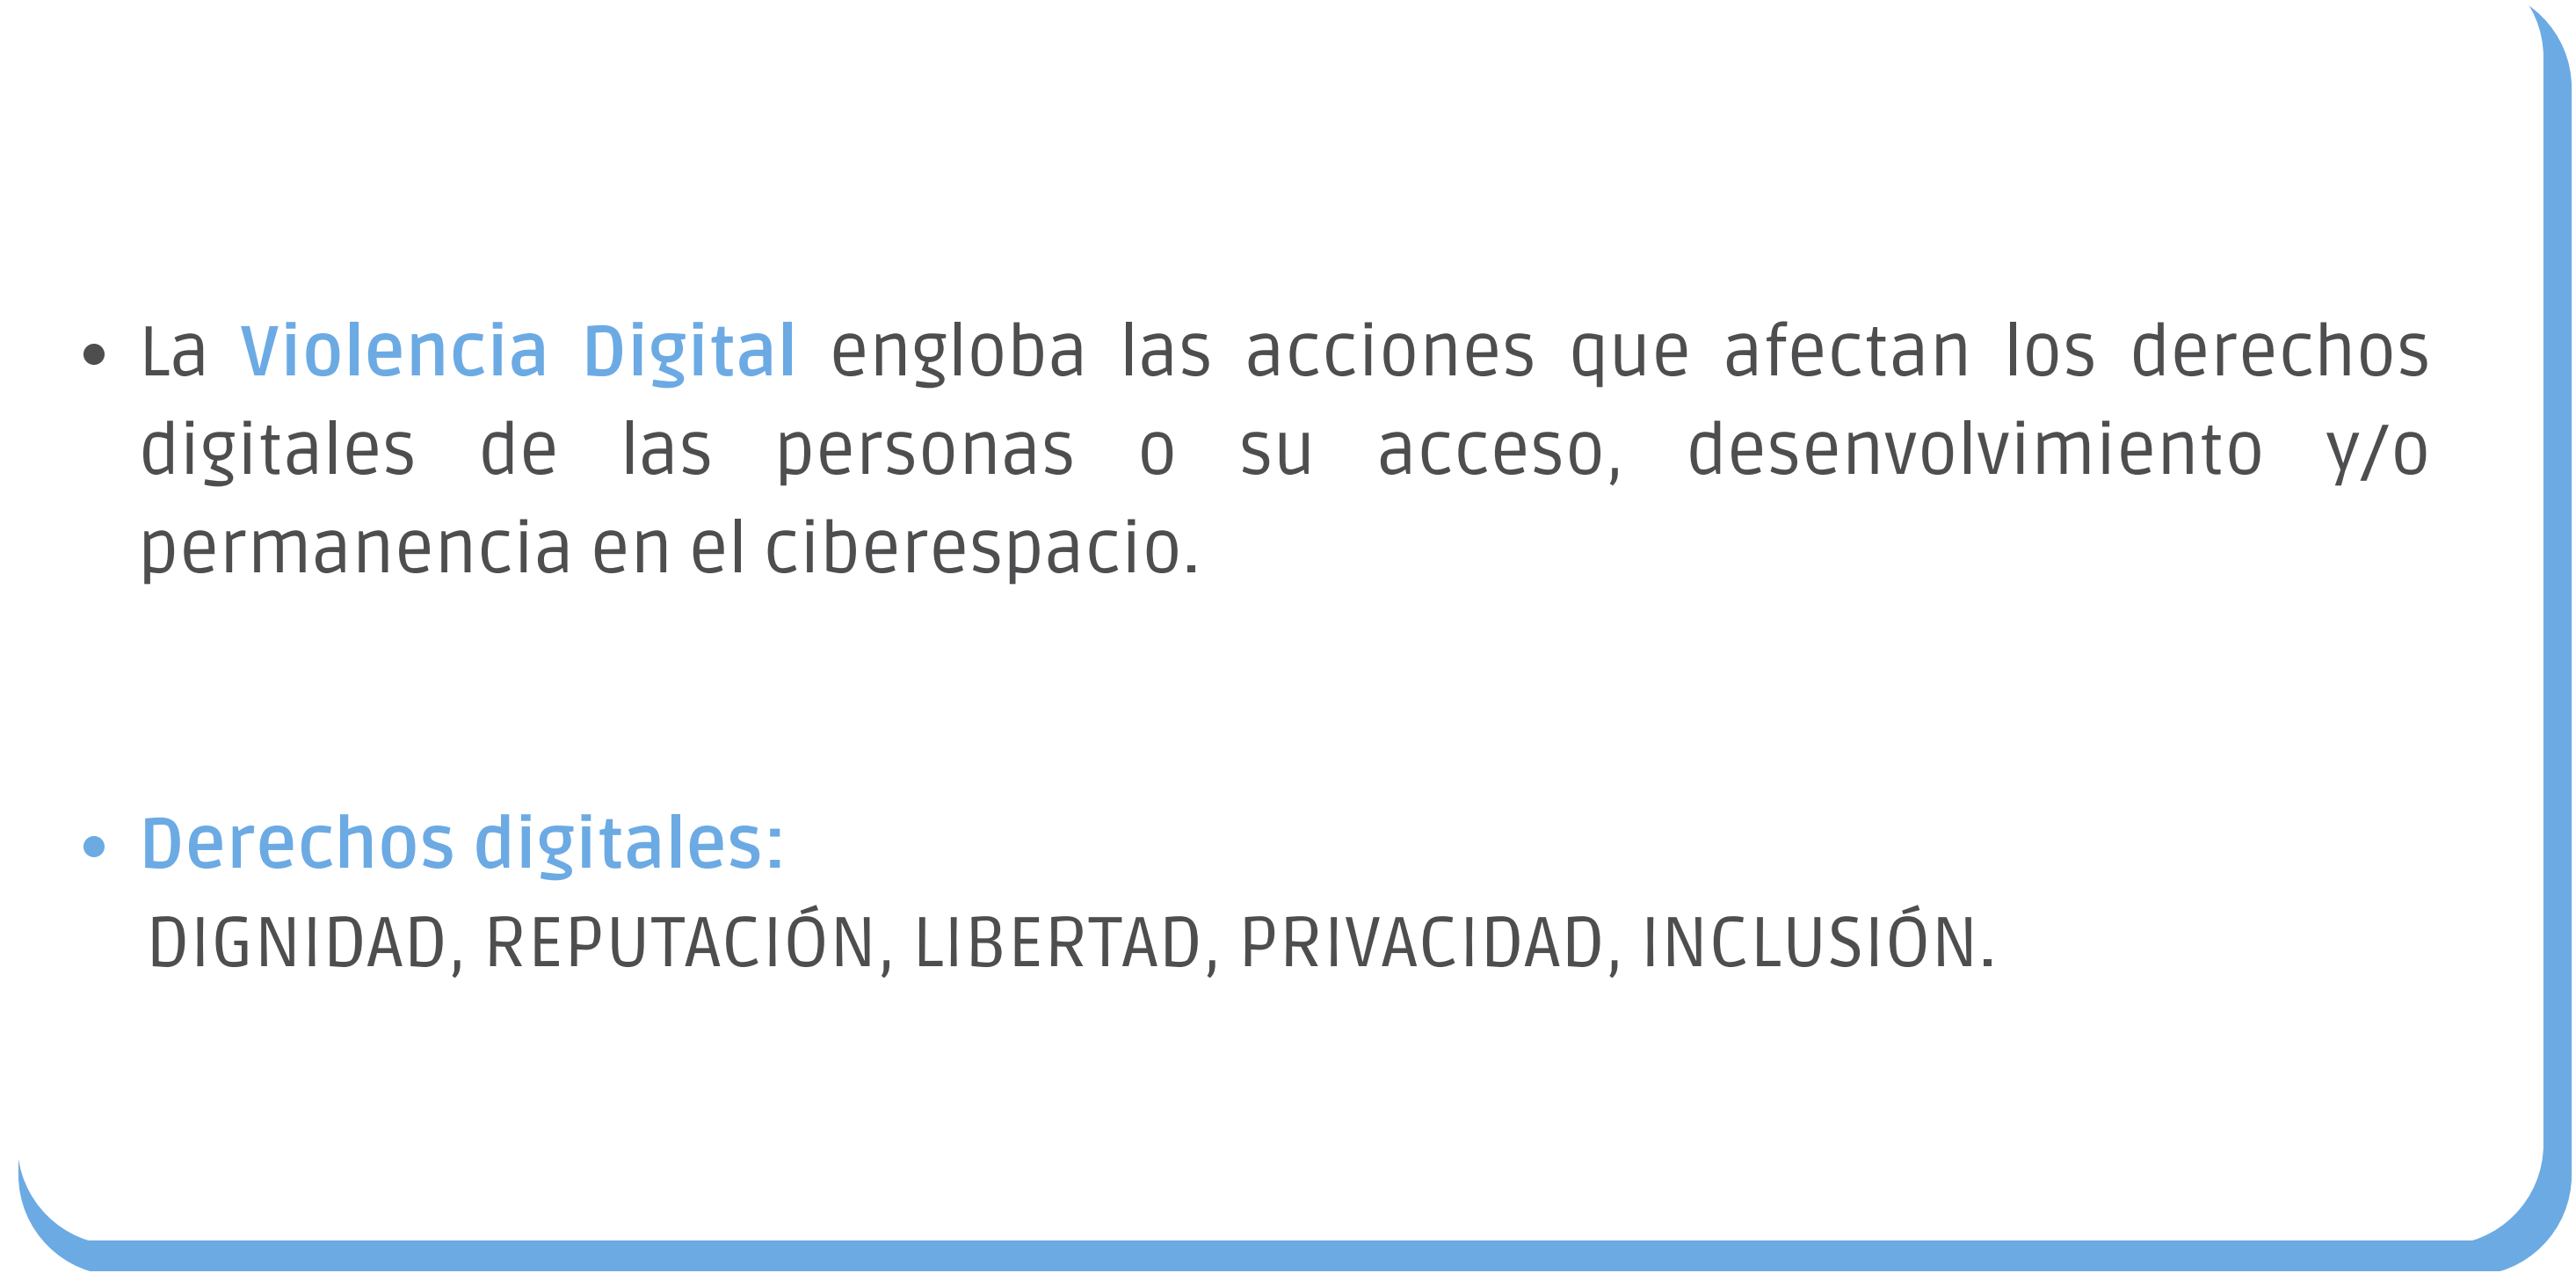 • La Violencia Digital engloba las acciones que afectan los derechos
digitales de las personas o su acceso, desenvolvimiento y/o
permanencia en el ciberespacio.
• Derechos digitales:
DIGNIDAD, REPUTACIÓN, LIBERTAD, PRIVACIDAD, INCLUSIÓN.